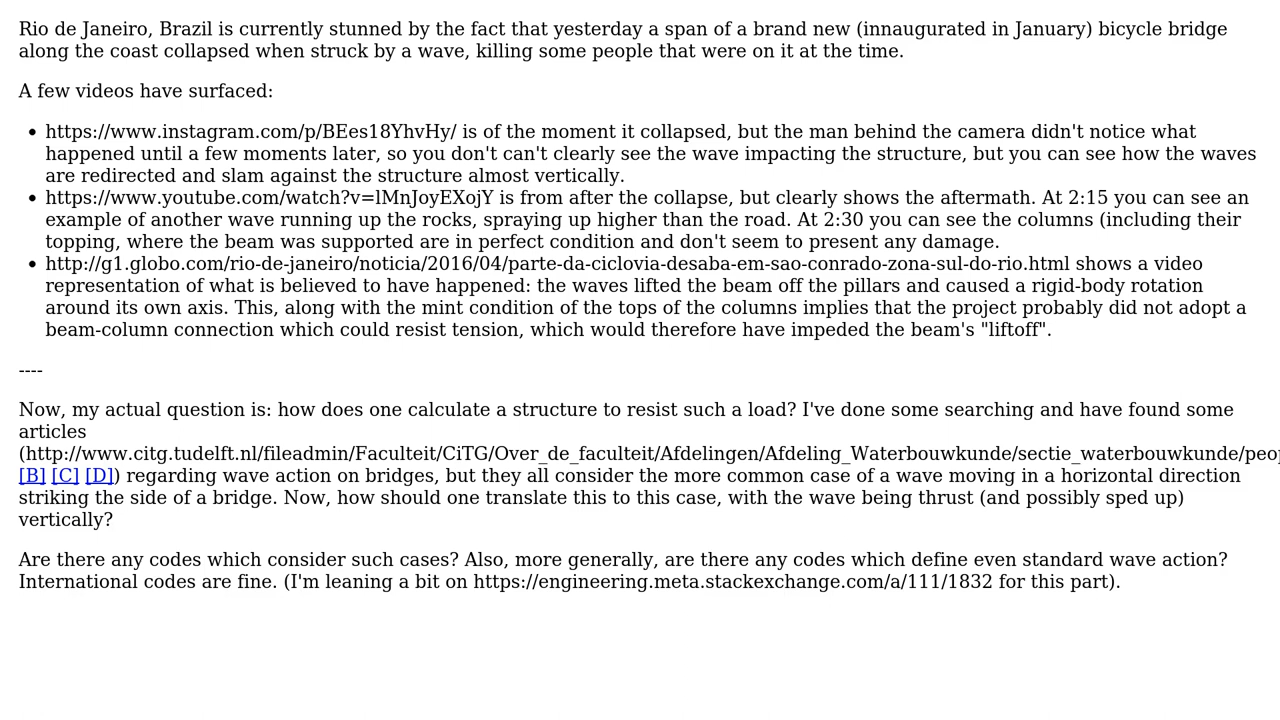 Rio de Janeiro, Brazil is currently stunned by the fact that yesterday a span of a brand new (innaugurated in January) bicycle bridge
along the coast collapsed when struck by a wave, killing some people that were on it at the time.
A few videos have surfaced:
• https://www.instagram.com/p/BEes18YhvHy/ is of the moment it collapsed, but the man behind the camera didn't notice what
happened until a few moments later, so you don't can't clearly see the wave impacting the structure, but you can see how the waves
are redirected and slam against the structure almost vertically.
• https://www.youtube.com/watch?v=lMnJoyEXojY is from after the collapse, but clearly shows the aftermath. At 2:15 you can see an
example of another wave running up the rocks, spraying up higher than the road. At 2:30 you can see the columns (including their
topping, where the beam was supported are in perfect condition and don't seem to present any damage.
• http://g1.globo.com/rio-de-janeiro/noticia/2016/04/parte-da-ciclovia-desaba-em-sao-conrado-zona-sul-do-rio.html shows a video
representation of what is believed to have happened: the waves lifted the beam off the pillars and caused a rigid-body rotation
around its own axis. This, along with the mint condition of the tops of the columns implies that the project probably did not adopt a
beam-column connection which could resist tension, which would therefore have impeded the beam's "liftoff".
----
Now, my actual question is: how does one calculate a structure to resist such a load? I've done some searching and have found some
articles
(http://www.citg.tudelft.nl/fileadmin/Faculteit/CiTG/Over_de_faculteit/Afdelingen/Afdeling_Waterbouwkunde/sectie_waterbouwkunde/peop
[B] [C] [D]) regarding wave action on bridges, but they all consider the more common case of a wave moving in a horizontal direction
striking the side of a bridge. Now, how should one translate this to this case, with the wave being thrust (and possibly sped up)
vertically?
Are there any codes which consider such cases? Also, more generally, are there any codes which define even standard wave action?
International codes are fine. (I'm leaning a bit on https://engineering.meta.stackexchange.com/a/111/1832 for this part).